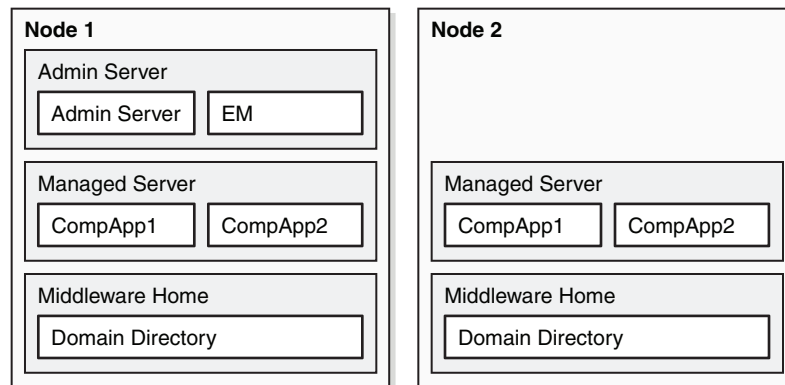 Node 1
Admin Server
Admin Server
EM
Managed Server
CompApp1
CompApp2
Middleware Home
Domain Directory
Node 2
Managed Server
CompApp1
CompApp2
Middleware Home
Domain Directory